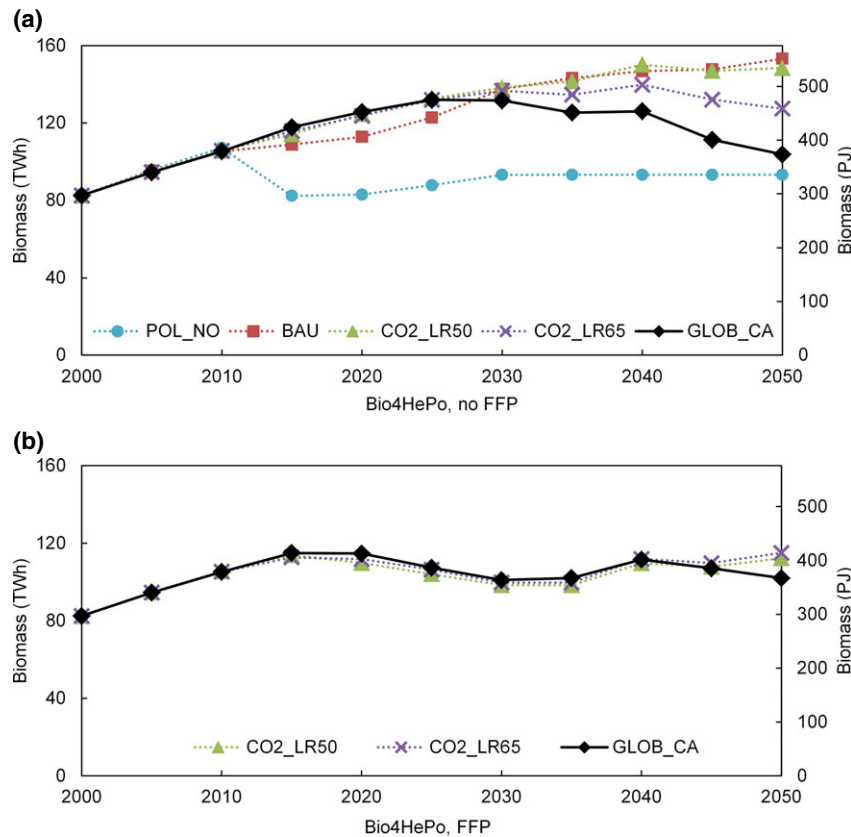 (a)
160
120
80
40
0
Biomass (TWh)
500
400
300
200
100
0
Biomass (PJ)
POL_NO BAU CO2_LR50 CO2_LR65 GLOB_CA
2000 2010 2020 2030 2040 2050
Bio4HePo, no FFP
(b)
160
120
80
40
0
Biomass (TWh)
500
400
300
200
100
0
Biomass (PJ)
CO2_LR50 CO2_LR65 GLOB_CA
2000 2010 2020 2030 2040 2050
Bio4HePo, FFP